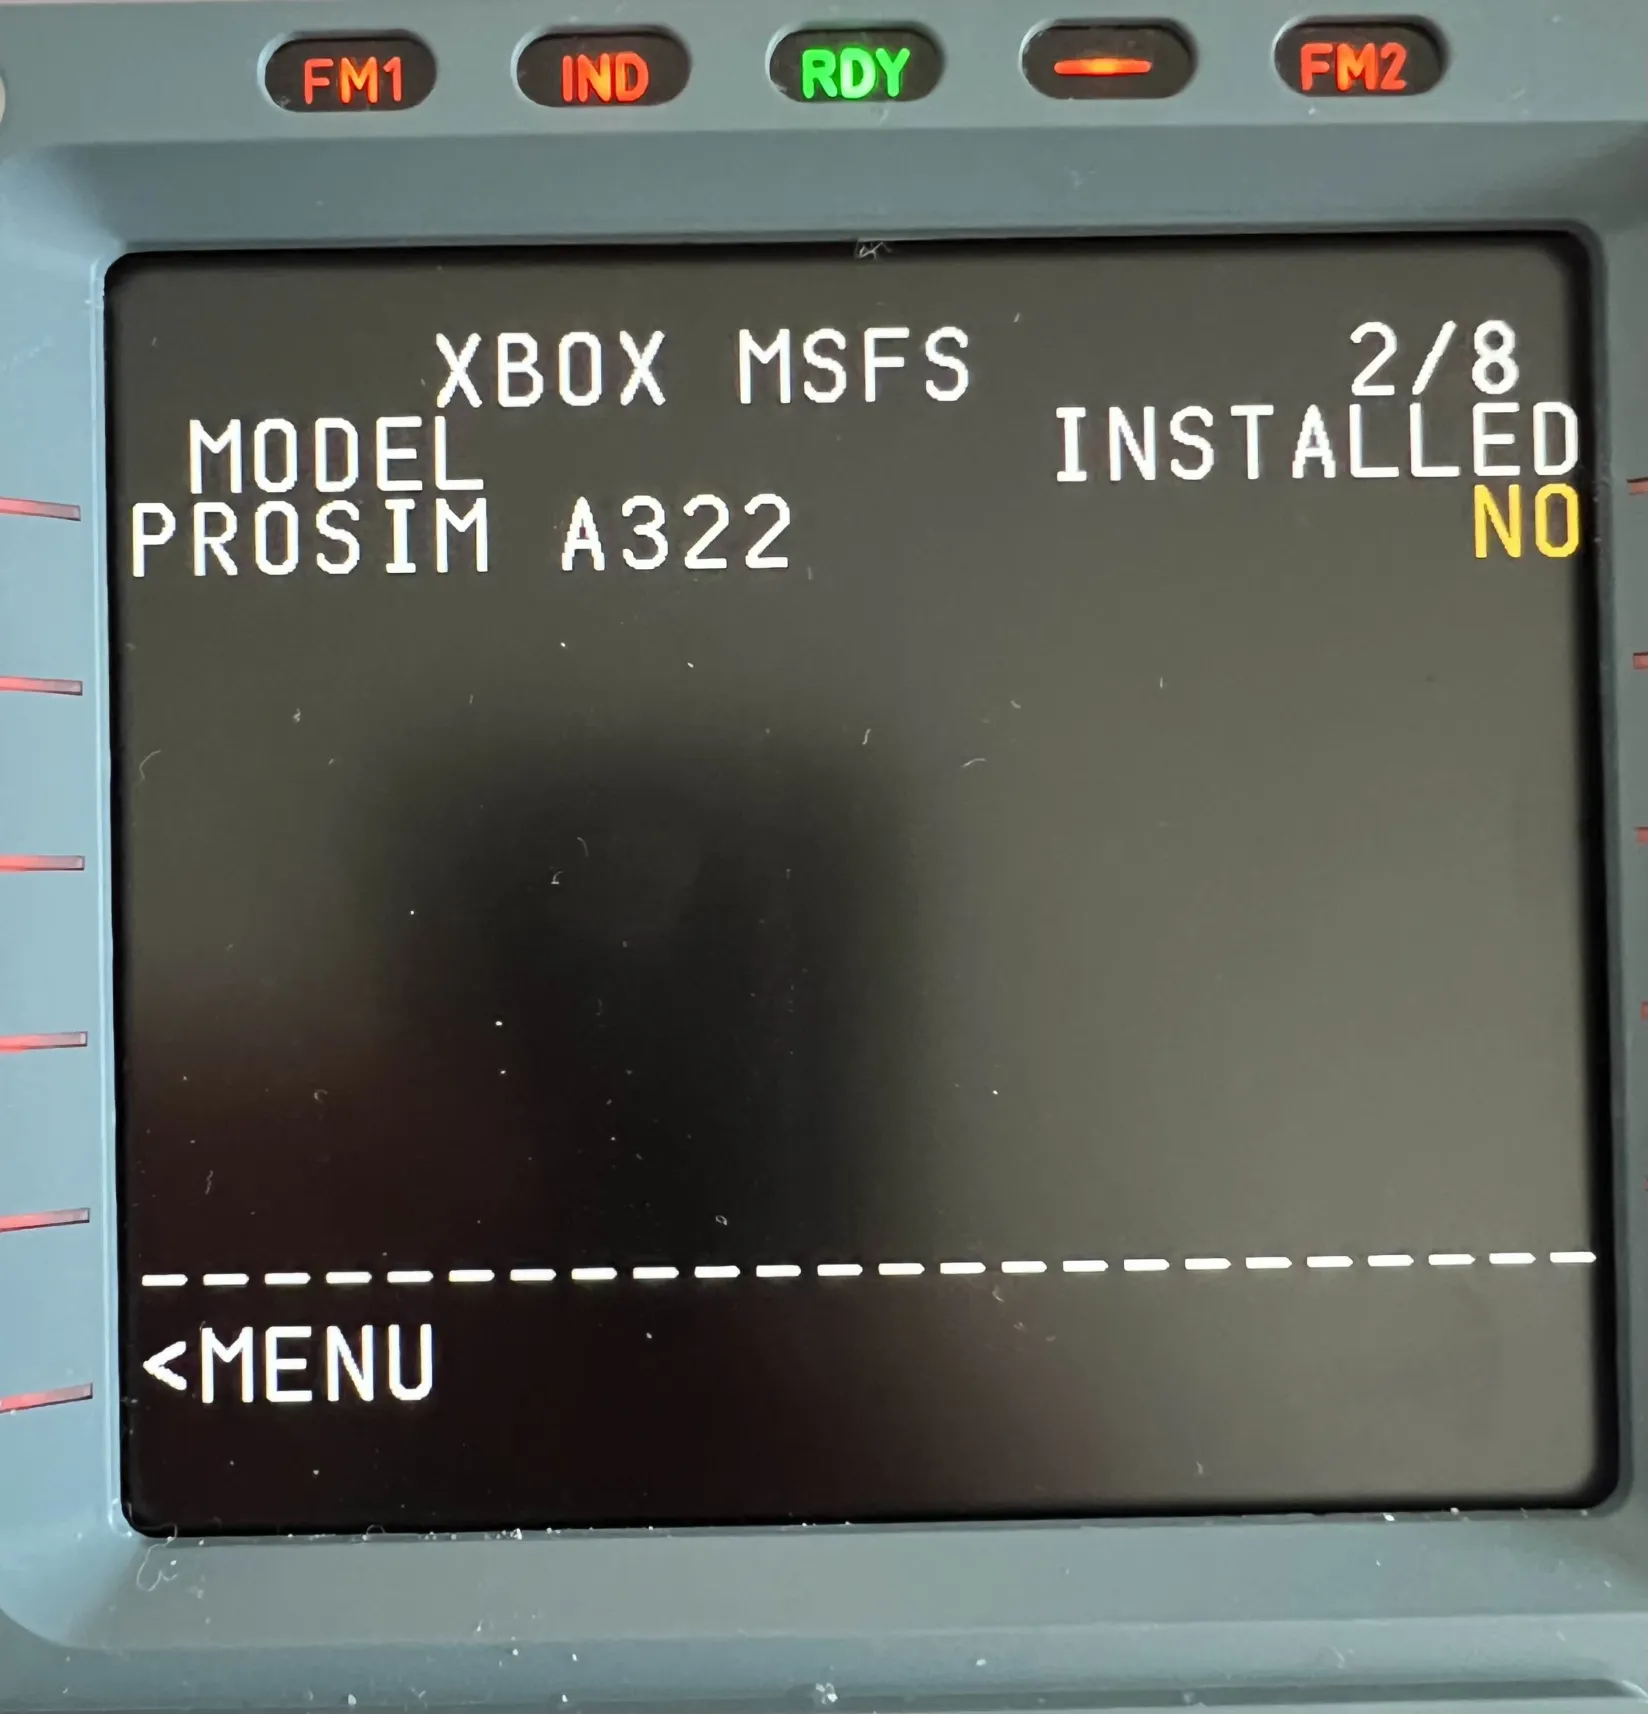 FM1 IND RDY — FM2
XBOX MSFS 2/8
MODEL INSTALLED
PROSIM A322 NO
<MENU